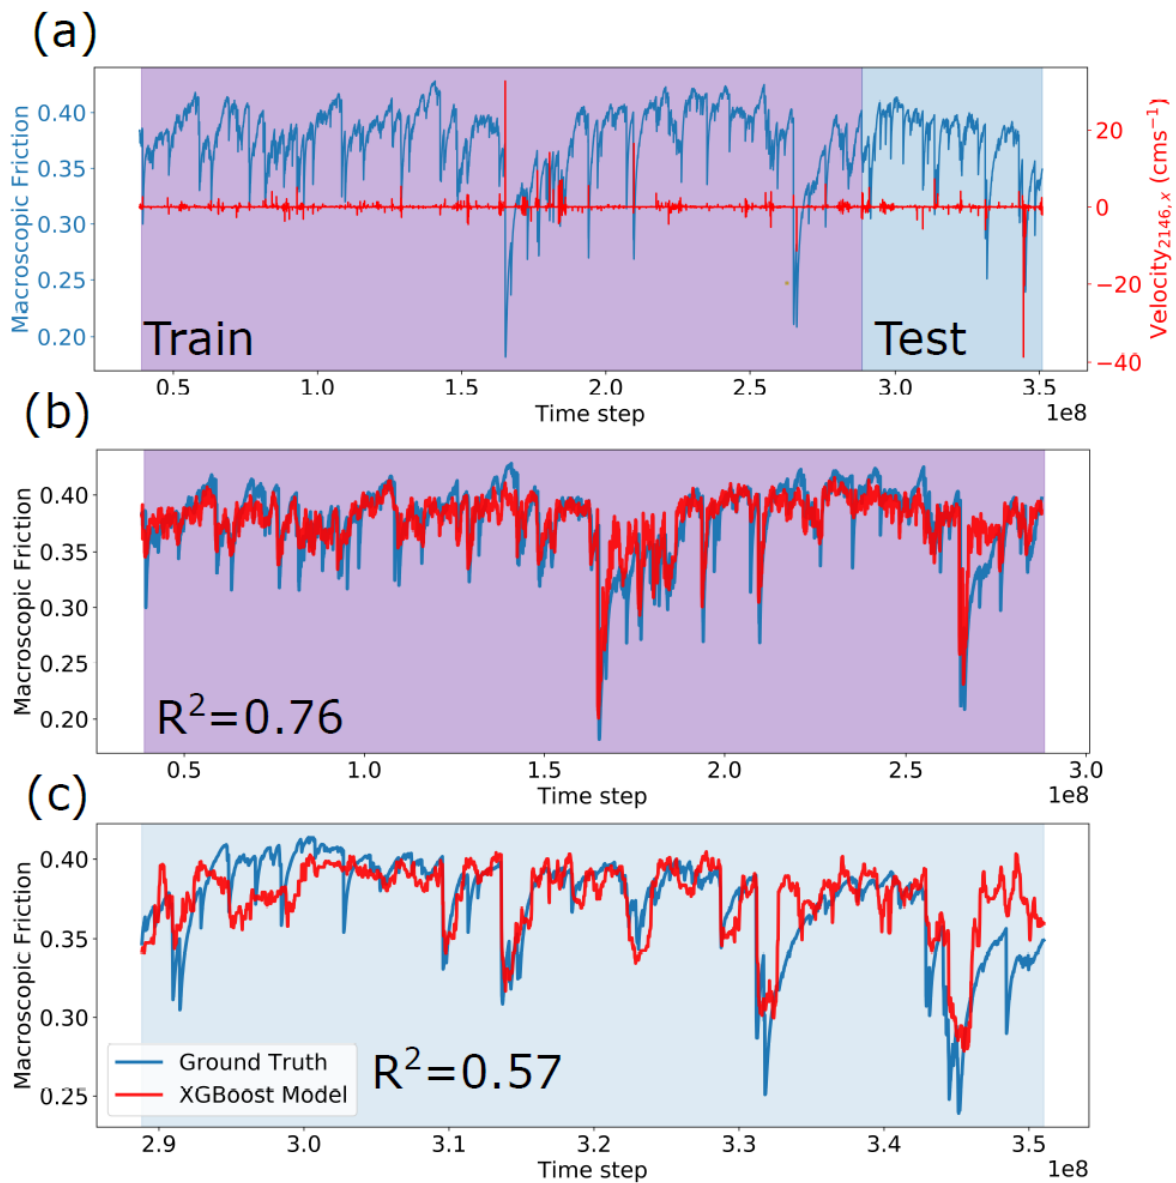 (a)
Macroscopic Friction
0.40
0.35
0.30
0.25
0.20
Train
Test
20
0
−20
−40
Velocity2146,x (cms−1)
0.5
1.0
1.5
2.0
2.5
3.0
3.5
Time step
1e8
(b)
Macroscopic Friction
0.40
0.35
0.30
0.25
0.20
R2=0.76
0.5
1.0
1.5
2.0
2.5
3.0
Time step
1e8
(c)
Macroscopic Friction
0.40
0.35
0.30
0.25
Ground Truth
XGBoost Model
R2=0.57
2.9
3.0
3.1
3.2
3.3
3.4
3.5
Time step
1e8